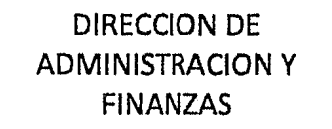 DIRECCION DE
ADMINISTRACION Y
FINANZAS